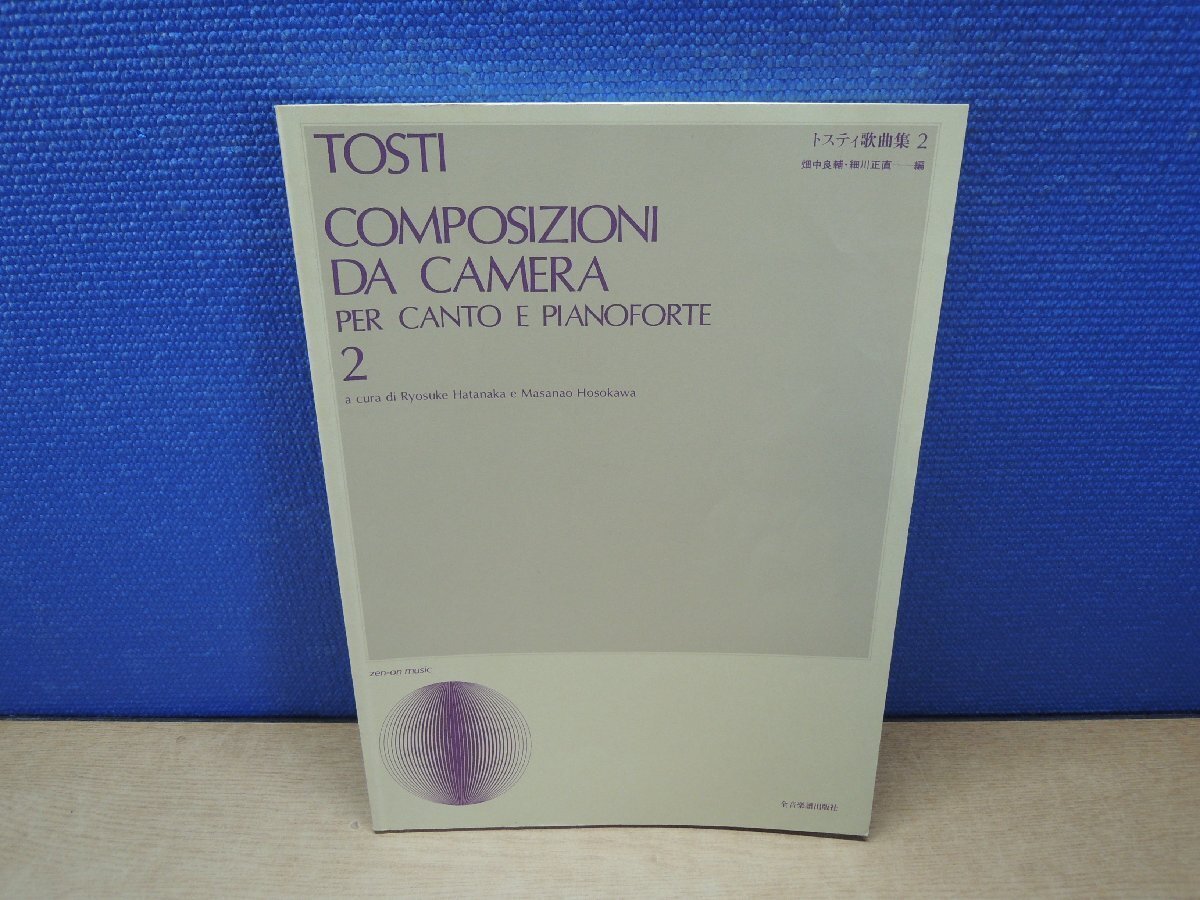 TOSTI
トスティ歌曲集 2
畑中良輔・細川正直——編
COMPOSIZIONI
DA CAMERA
PER CANTO E PIANOFORTE
2
a cura di Ryosuke Hatanaka e Masanao Hosokawa
zen-on music
全音楽譜出版社